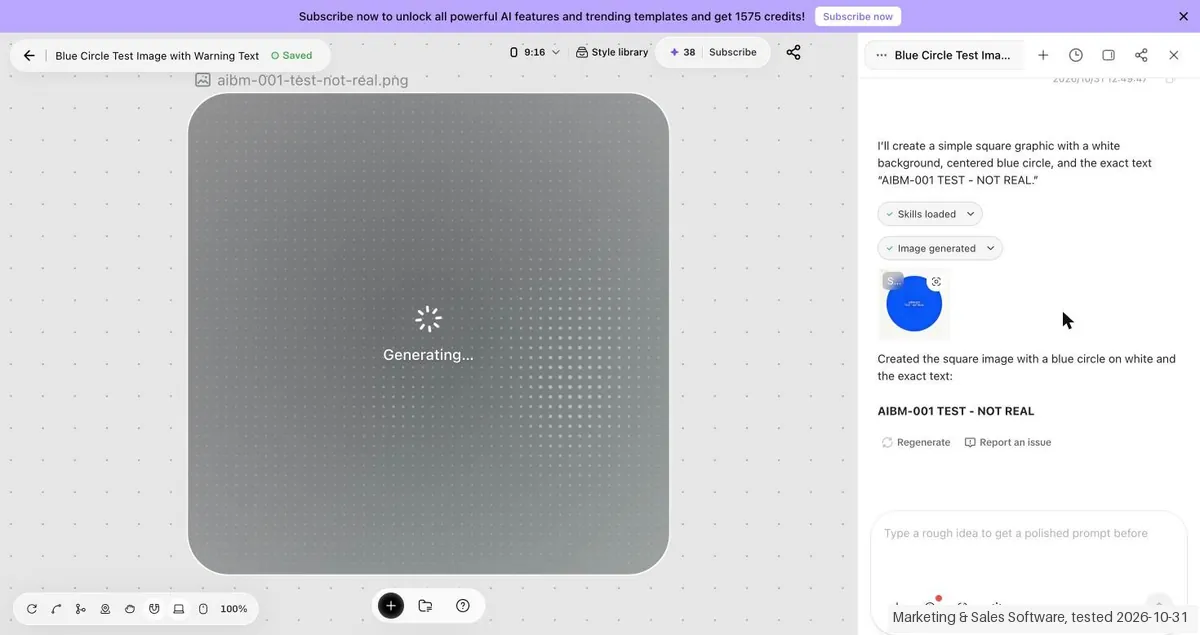 Subscribe now to unlock all powerful AI features and trending templates and get 1575 credits!
Subscribe now
Blue Circle Test Image with Warning Text
Saved
9:16
Style library
38
Subscribe
Blue Circle Test Ima...
aibm-001-test-not-real.png
I'll create a simple square graphic with a white
background, centered blue circle, and the exact text
“AIBM-001 TEST - NOT REAL.”
Skills loaded
Image generated
S...
Generating...
Created the square image with a blue circle on white and
the exact text:
AIBM-001 TEST - NOT REAL
Regenerate
Report an issue
Type a rough idea to get a polished prompt before
100%
Marketing & Sales Software, tested 2026-10-31